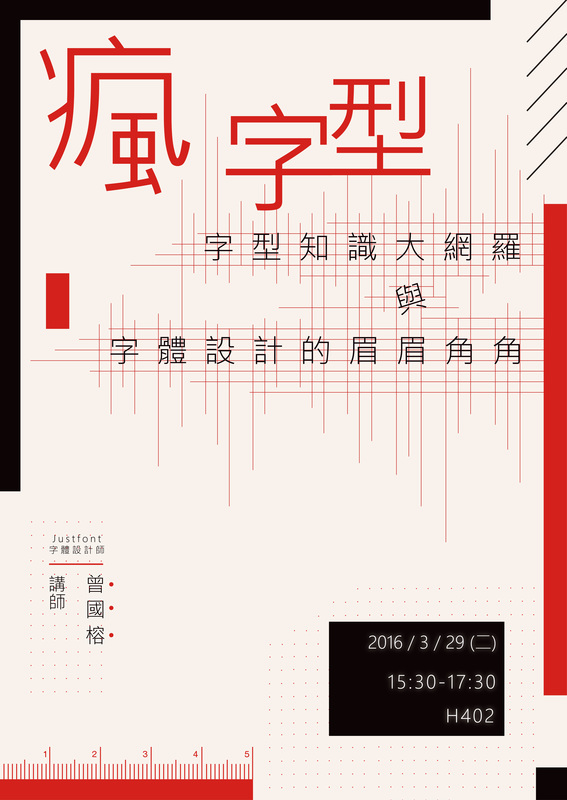 瘋字型
字型知識大網羅
與
字體設計的眉眉角角
Justfont
字體設計師
講師
曾國榕
2016 / 3 / 29 (二)
15:30-17:30
H402
1 2 3 4 5